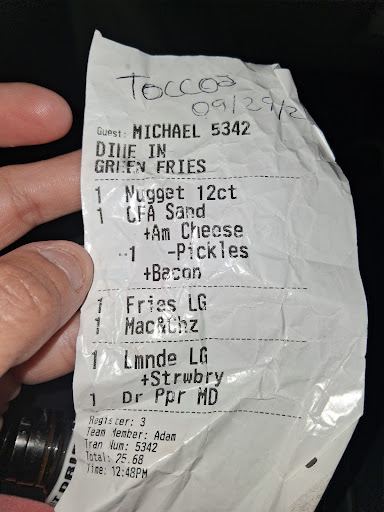 TOCCOA
09/29/2
Guest: MICHAEL 5342
DINE IN
GREEN FRIES
1 Nugget 12ct
1 CFA Sand
+Am Cheese
-1 -Pickles
+Bacon
1 Fries LG
1 Mac&Chz
1 Lmnde LG
+Strwbry
1 Dr Ppr MD
Register: 3
Team Member: Adam
Tran Num: 5342
Total: 25.68
Time: 12:48PM